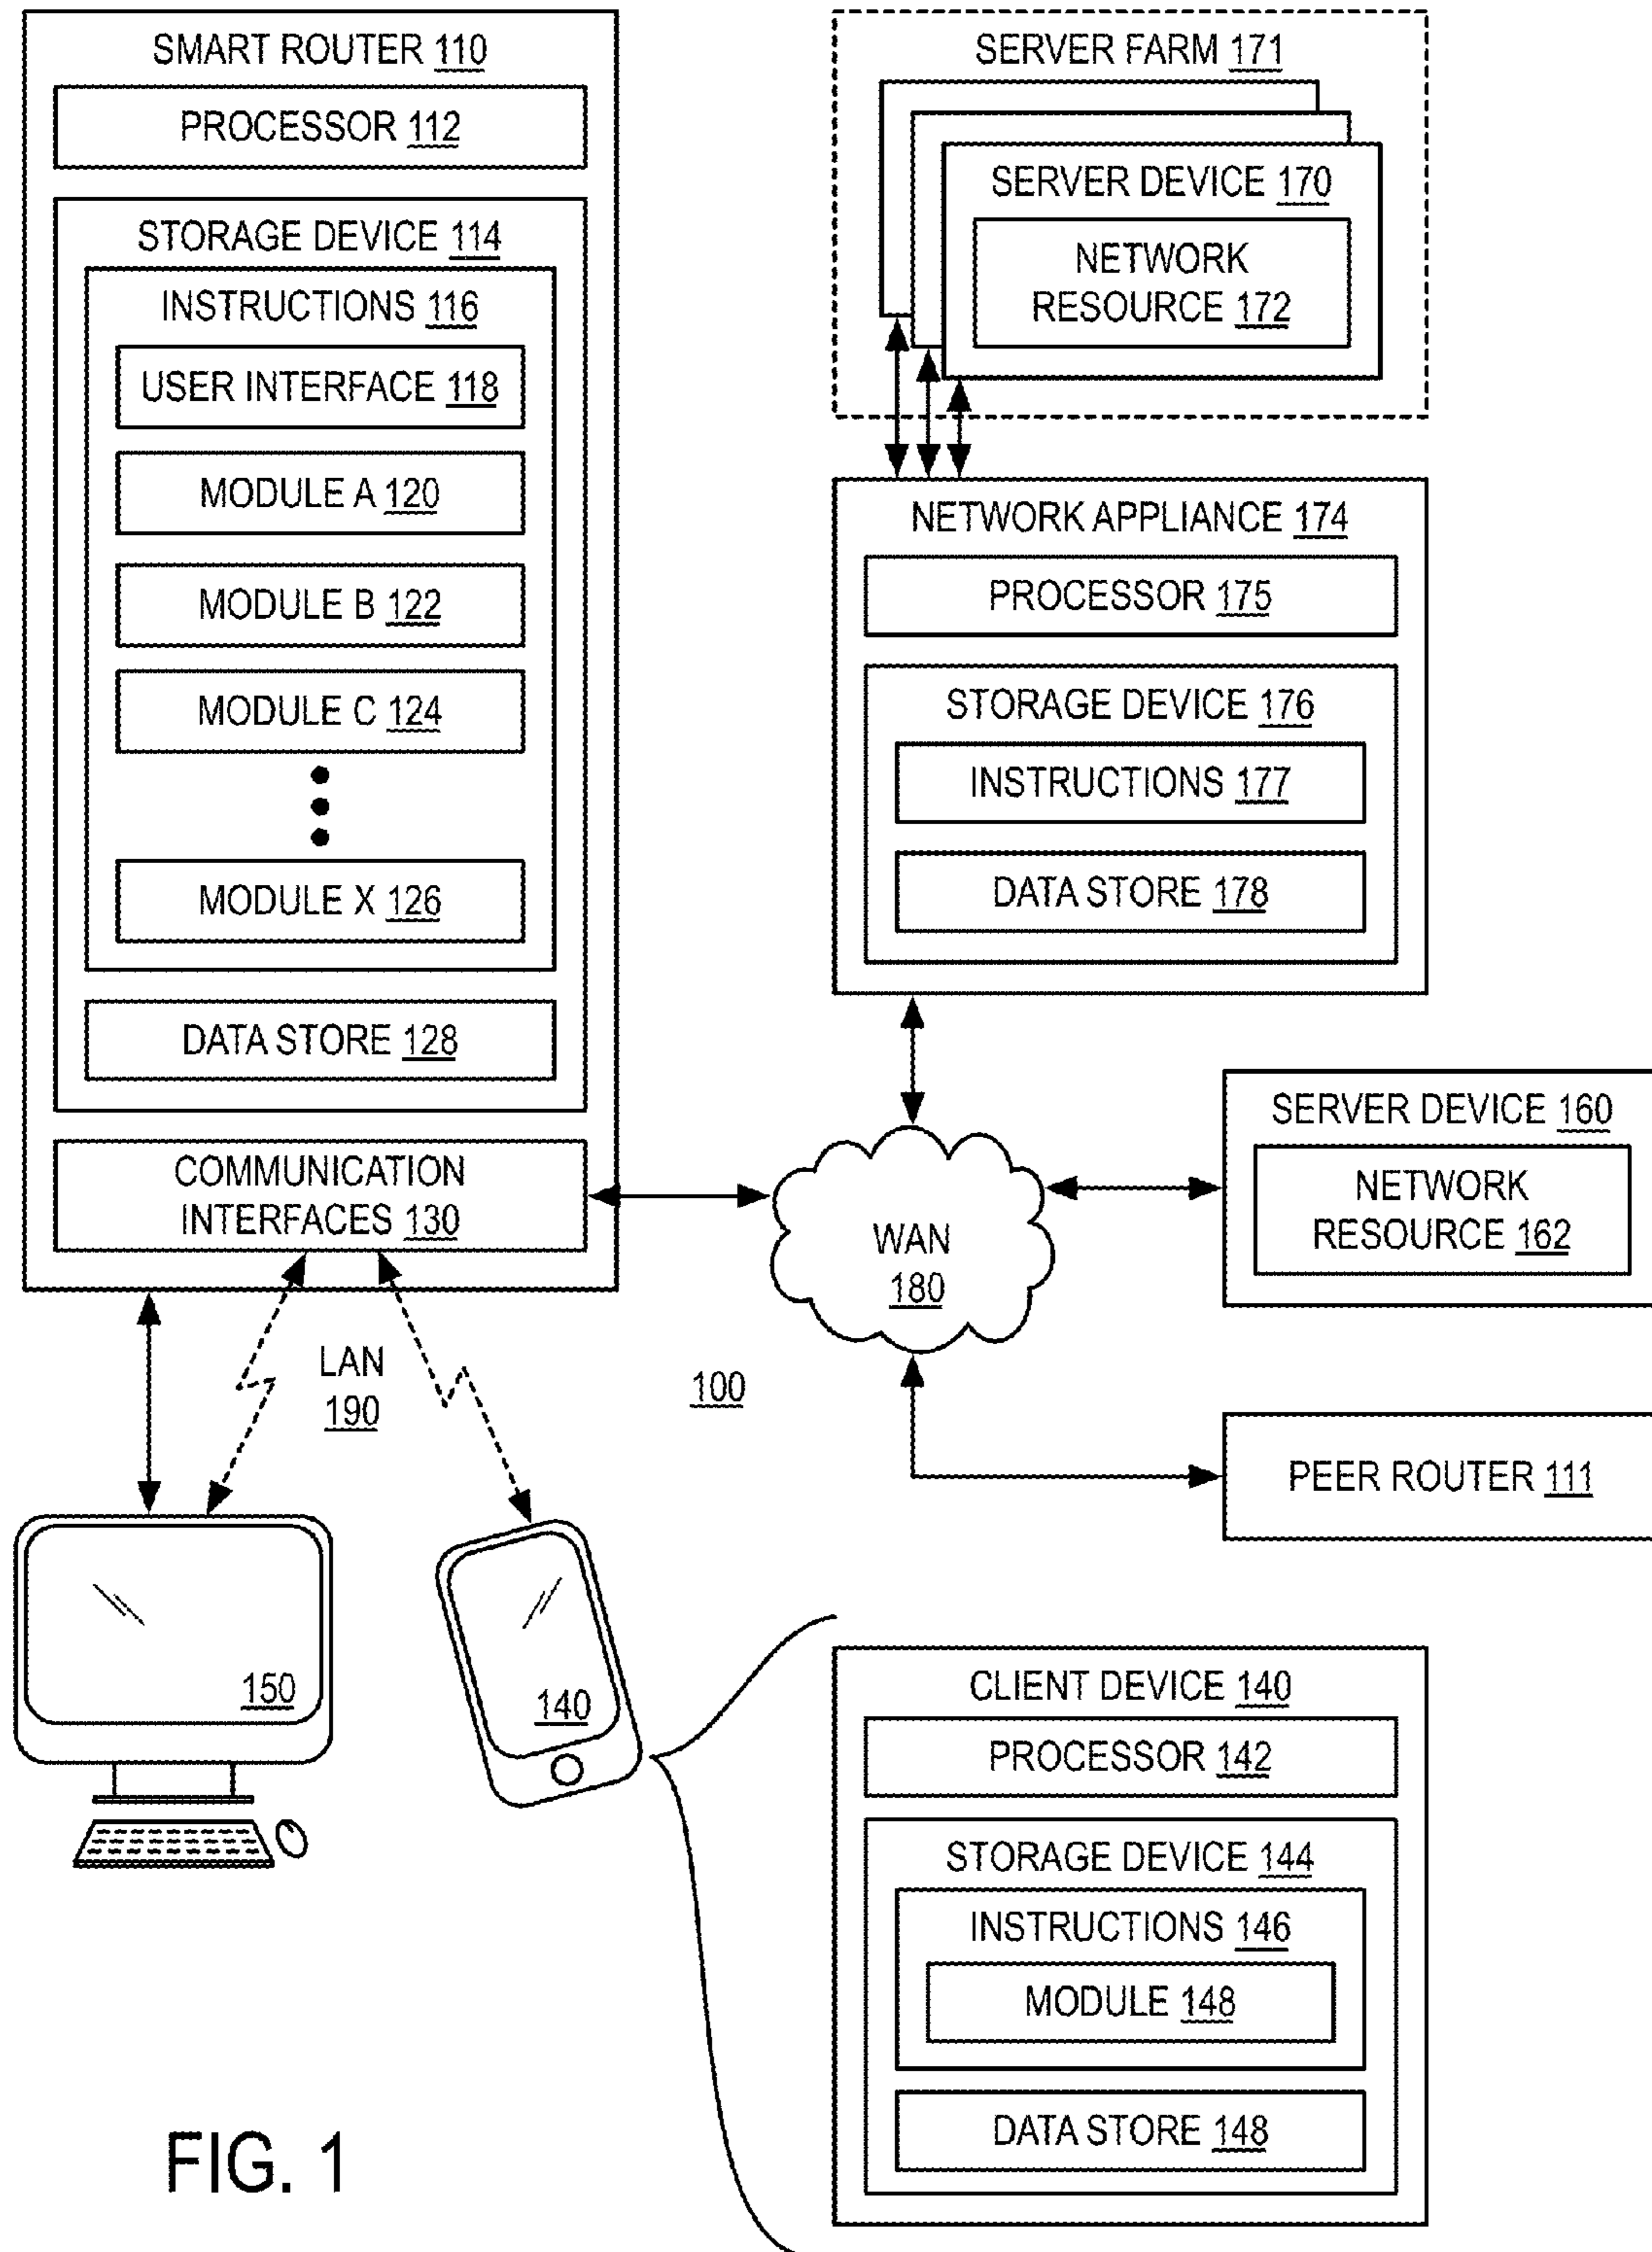 SMART ROUTER 110
PROCESSOR 112
STORAGE DEVICE 114
INSTRUCTIONS 116
USER INTERFACE 118
MODULE A 120
MODULE B 122
MODULE C 124
MODULE X 126
DATA STORE 128
COMMUNICATION
INTERFACES 130
SERVER FARM 171
SERVER DEVICE 170
NETWORK
RESOURCE 172
NETWORK APPLIANCE 174
PROCESSOR 175
STORAGE DEVICE 176
INSTRUCTIONS 177
DATA STORE 178
WAN
180
SERVER DEVICE 160
NETWORK
RESOURCE 162
PEER ROUTER 111
LAN
190
100
150
140
CLIENT DEVICE 140
PROCESSOR 142
STORAGE DEVICE 144
INSTRUCTIONS 146
MODULE 148
DATA STORE 148
FIG. 1